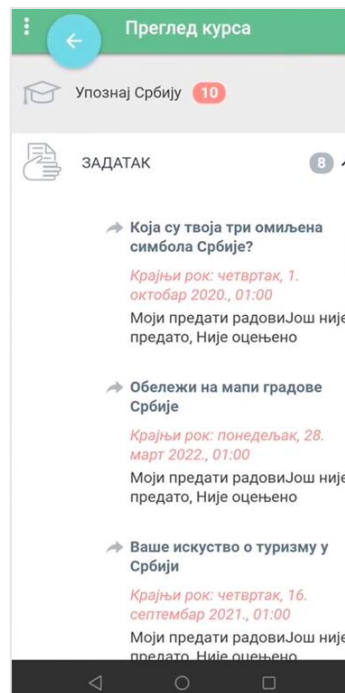 Преглед курса
Упознај Србију 10
ЗАДАТАК 8
Која су твоја три омиљена
симбола Србије?
Крајњи рок: четвртак, 1.
октобар 2020., 01:00
Моји предати радовиЈош није
предато, Није оцењено
Обележи на мапи градове
Србије
Крајњи рок: понедељак, 28.
март 2022., 01:00
Моји предати радовиЈош није
предато, Није оцењено
Ваше искуство о туризму у
Србији
Крајњи рок: четвртак, 16.
септембар 2021., 01:00
Моји предати радовиЈош није
предато, Није оцењено